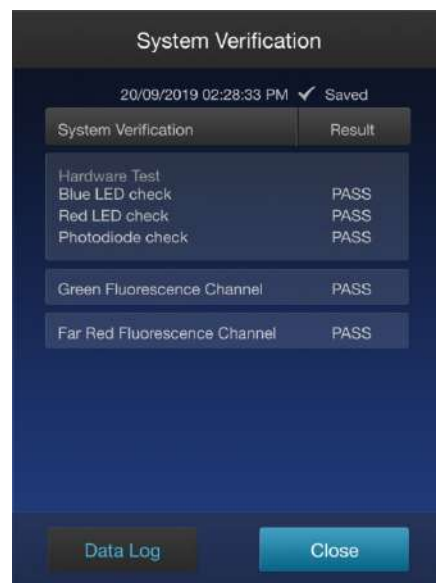 System Verification
20/09/2019 02:28:33 PM ✓ Saved
System Verification Result
Hardware Test
Blue LED check PASS
Red LED check PASS
Photodiode check PASS
Green Fluorescence Channel PASS
Far Red Fluorescence Channel PASS
Data Log Close